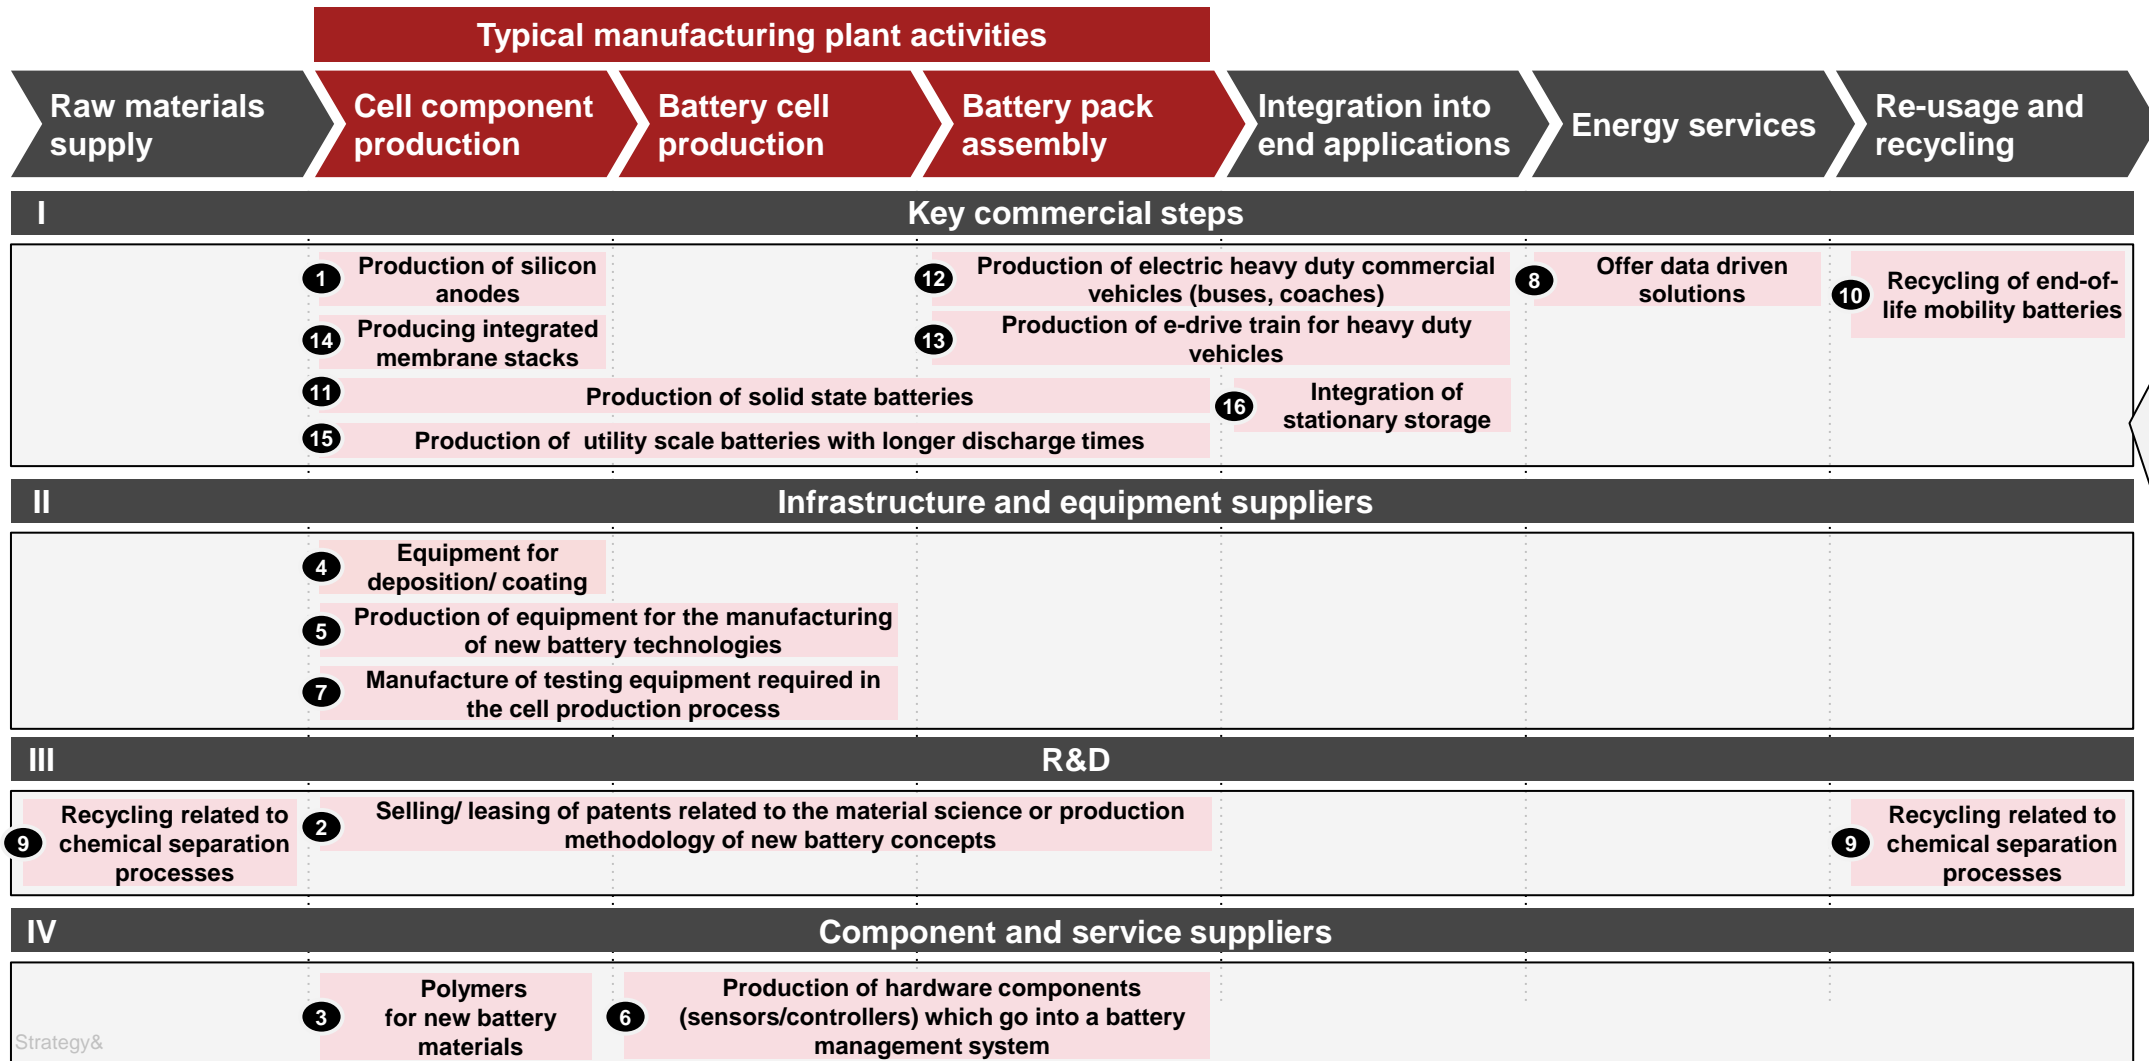 Typical manufacturing plant activities
Raw materials
supply
Cell component
production
Battery cell
production
Battery pack
assembly
Integration into
end applications
Energy services
Re-usage and
recycling
I
Key commercial steps
1
Production of silicon
anodes
12
Production of electric heavy duty commercial
vehicles (buses, coaches)
8
Offer data driven
solutions
10
Recycling of end-of-
life mobility batteries
14
Producing integrated
membrane stacks
13
Production of e-drive train for heavy duty
vehicles
11
Production of solid state batteries
16
Integration of
stationary storage
15
Production of utility scale batteries with longer discharge times
II
Infrastructure and equipment suppliers
4
Equipment for
deposition/ coating
5
Production of equipment for the manufacturing
of new battery technologies
7
Manufacture of testing equipment required in
the cell production process
III
R&D
9
Recycling related to
chemical separation
processes
2
Selling/ leasing of patents related to the material science or production
methodology of new battery concepts
9
Recycling related to
chemical separation
processes
IV
Component and service suppliers
3
Polymers
for new battery
materials
6
Production of hardware components
(sensors/controllers) which go into a battery
management system
Strategy&